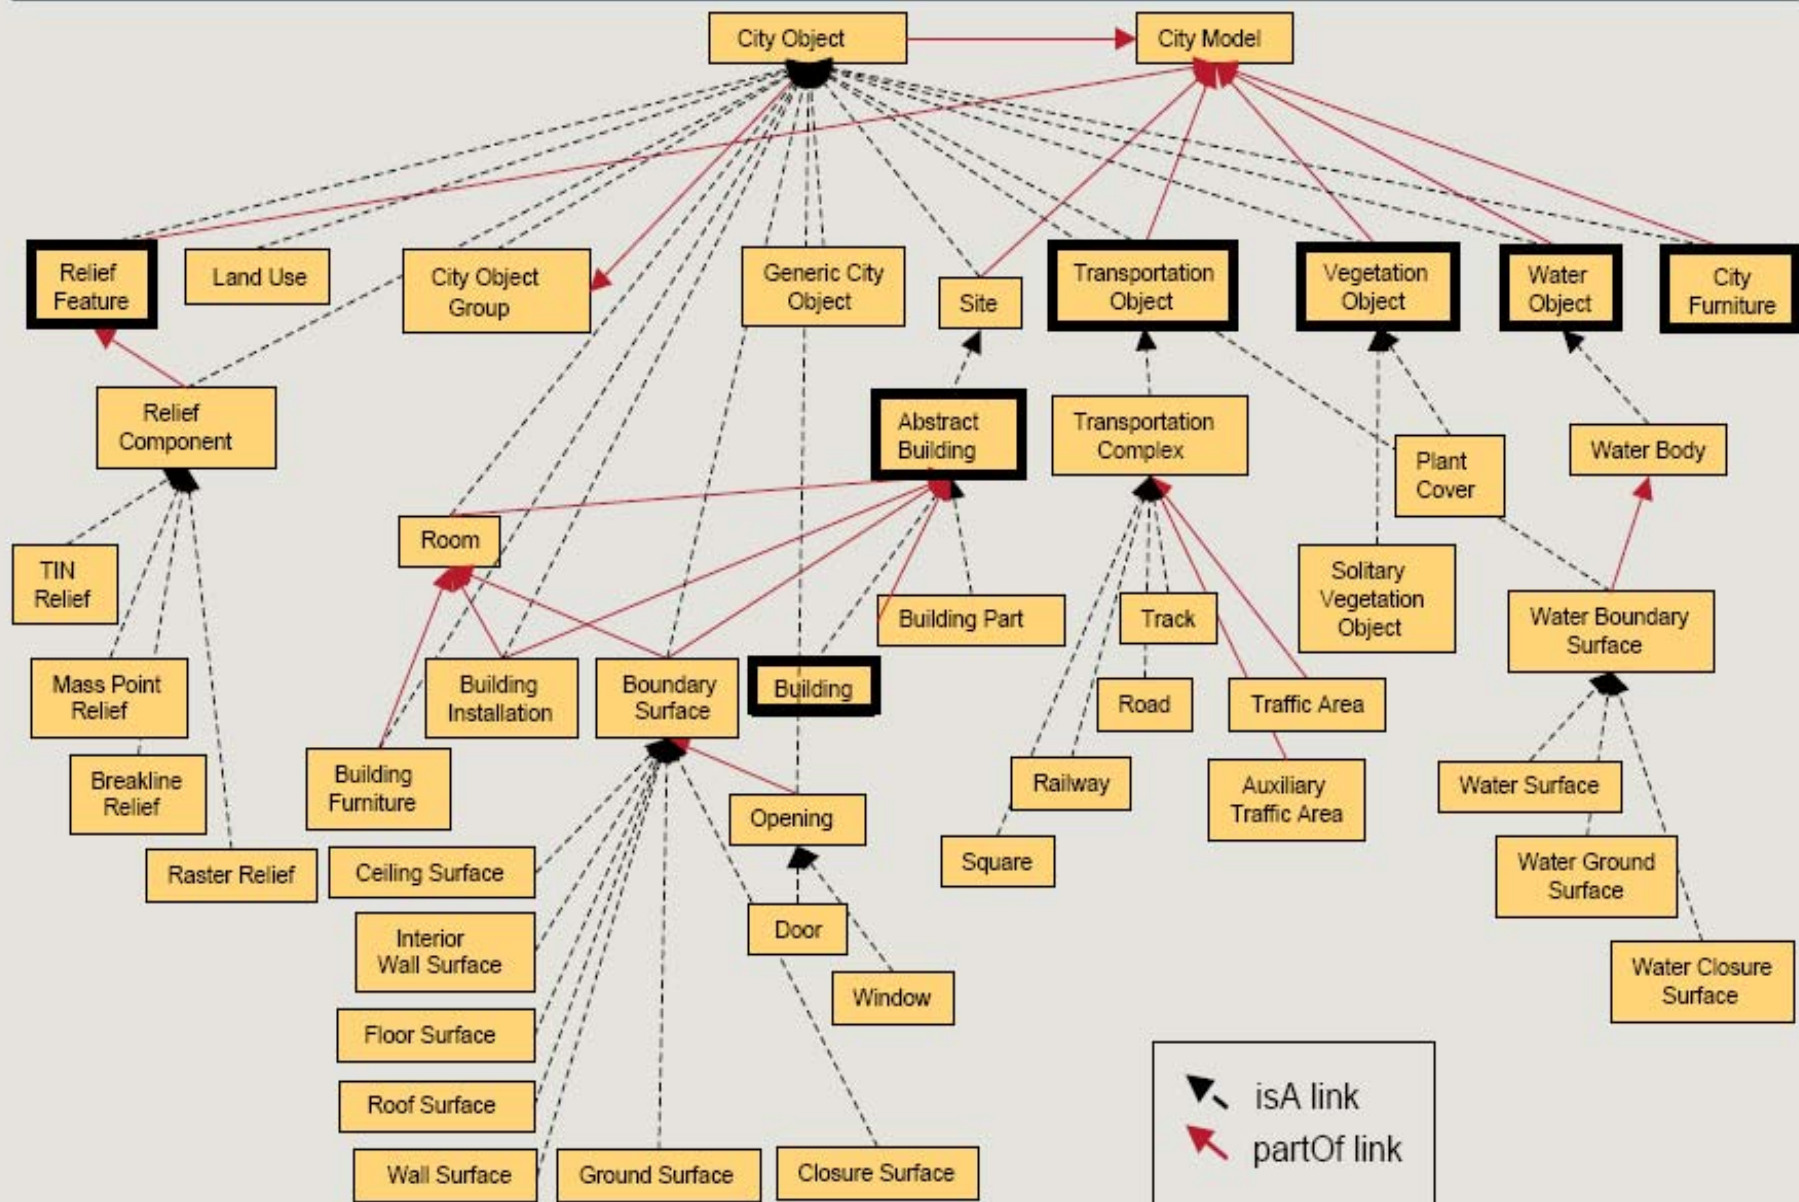 City Object
City Model
Relief
Feature
Land Use
City Object
Group
Generic City
Object
Site
Transportation
Object
Vegetation
Object
Water
Object
City
Furniture
Relief
Component
Abstract
Building
Transportation
Complex
Plant
Cover
Water Body
Room
TIN
Relief
Building Part
Track
Solitary
Vegetation
Object
Water Boundary
Surface
Mass Point
Relief
Building
Installation
Boundary
Surface
Building
Road
Traffic Area
Breakline
Relief
Building
Furniture
Opening
Railway
Auxiliary
Traffic Area
Water Surface
Raster Relief
Ceiling Surface
Square
Water Ground
Surface
Interior
Wall Surface
Door
Window
Water Closure
Surface
Floor Surface
Roof Surface
Wall Surface
Ground Surface
Closure Surface
isA link
partOf link